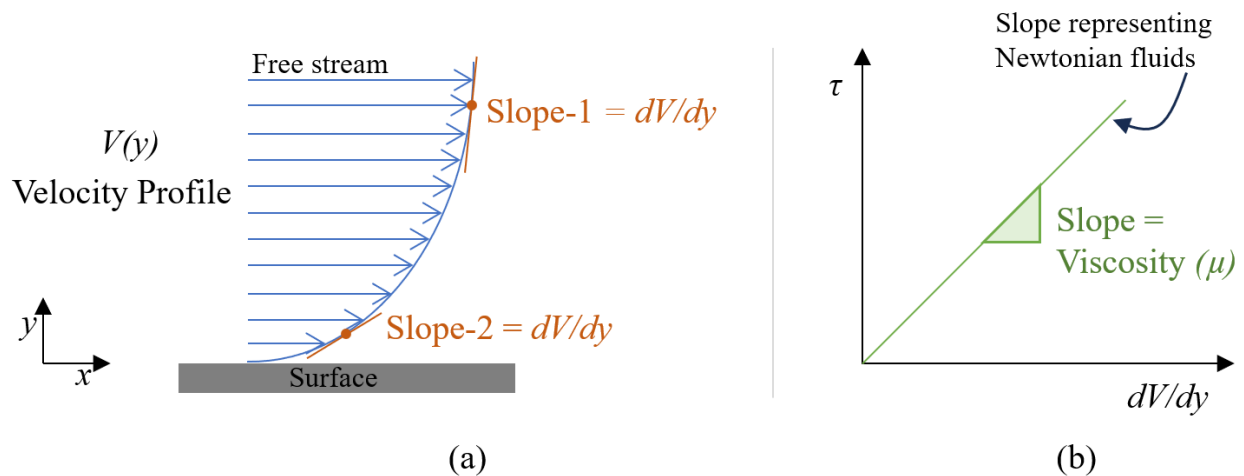 Free stream
Slope-1 = dV/dy
V(y)
Velocity Profile
Slope-2 = dV/dy
y
x
Surface
(a)
Slope representing
Newtonian fluids
τ
Slope =
Viscosity (μ)
dV/dy
(b)